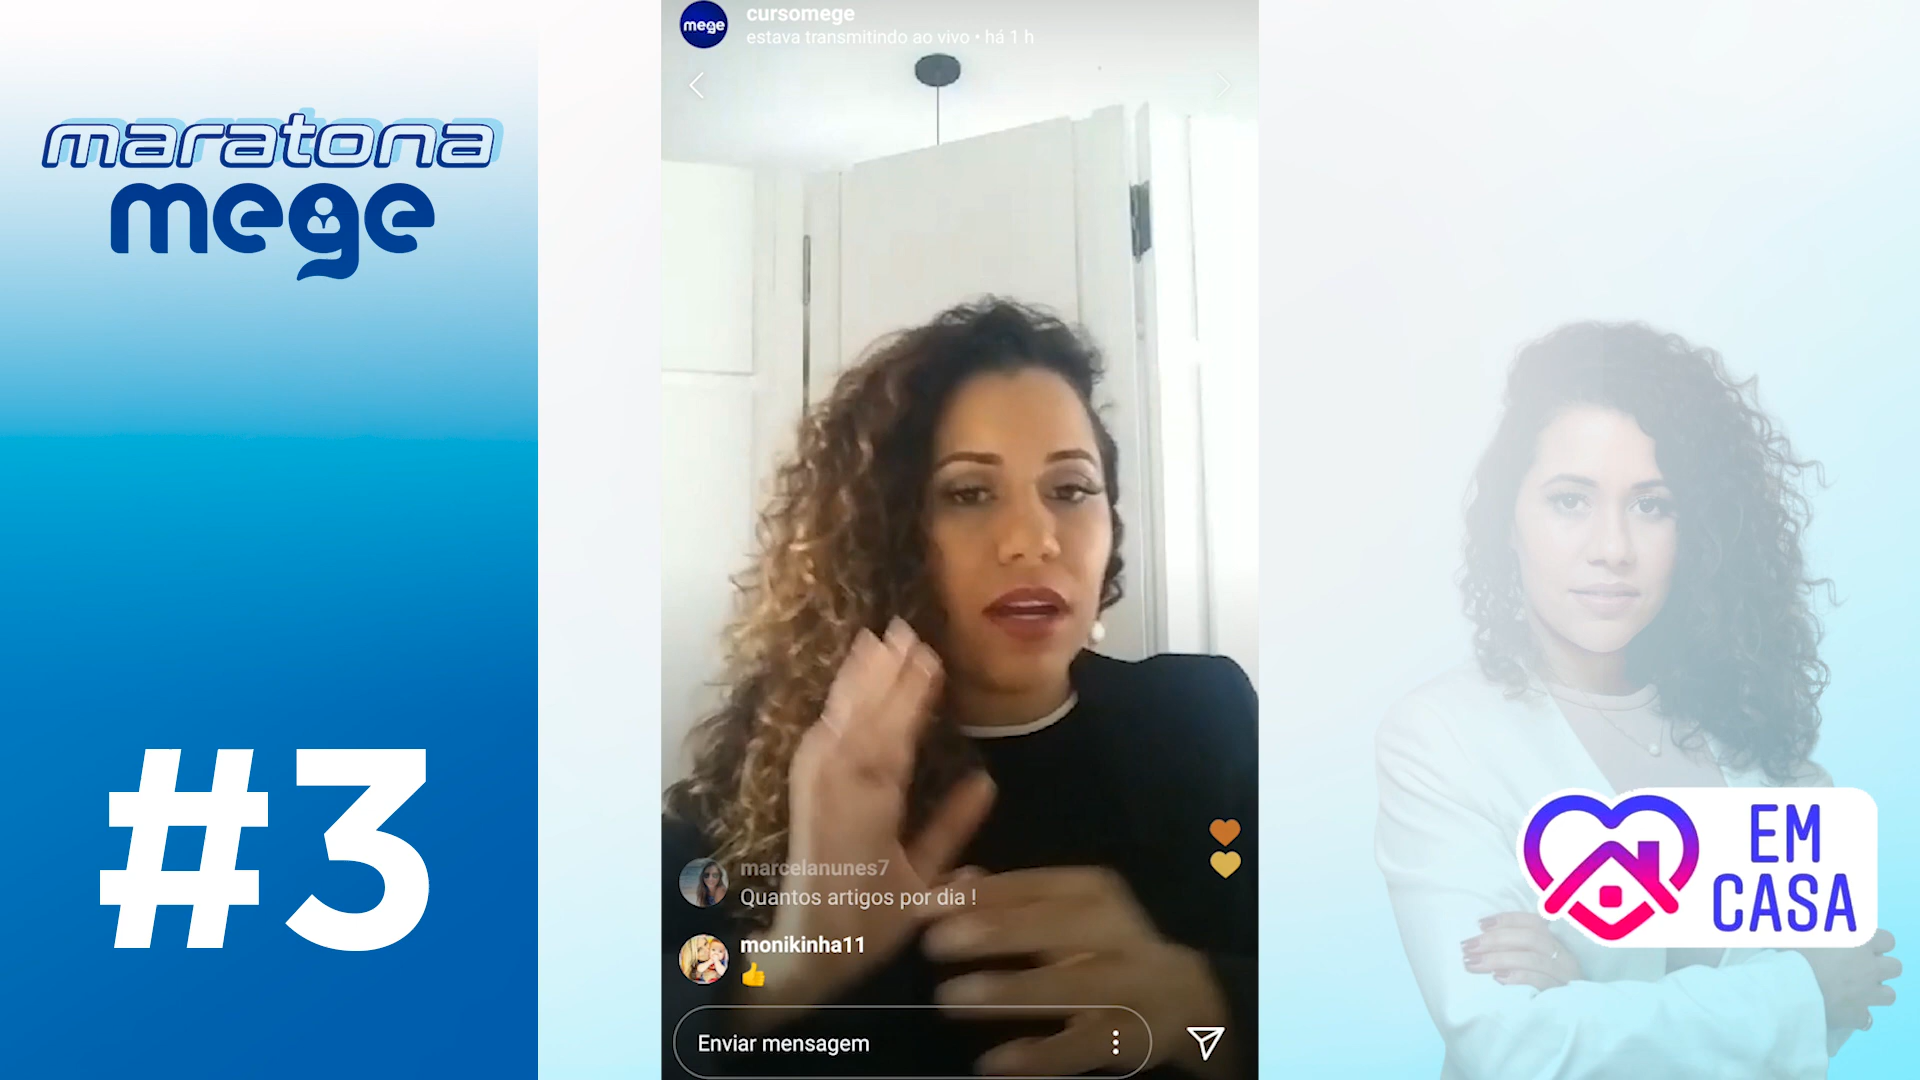 maratona
mege
#3
mege
cursomege
estava transmitindo ao vivo • há 1 h
marcelanunes7
Quantos artigos por dia !
monikinha11
👍
Enviar mensagem
EM
CASA